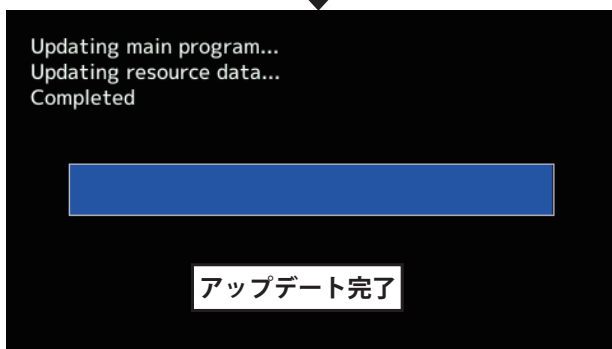 Updating main program...
Updating resource data...
Completed
アップデート完了